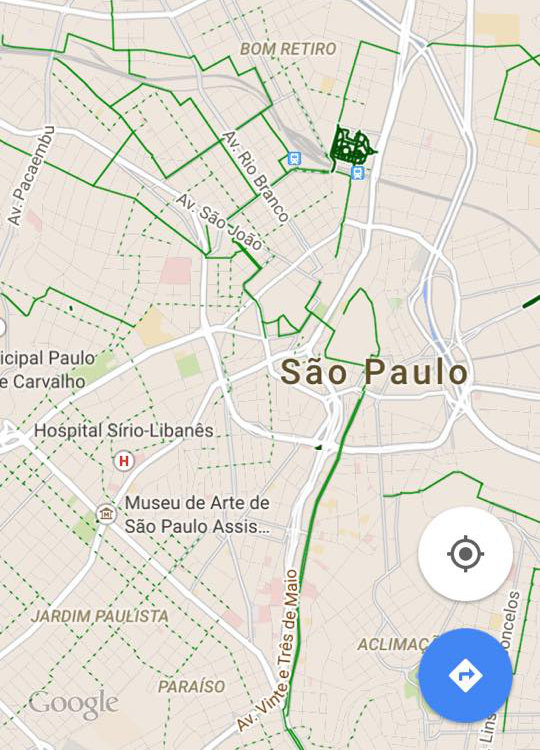 BOM RETIRO
Av. Pacaembu
Av. Rio Branco
Av. São João
São Paulo
icipal Paulo
e Carvalho
Hospital Sírio-Libanês
H
Museu de Arte de
São Paulo Assis...
JARDIM PAULISTA
Av. Vinte e Três de Maio
ACLIMAÇÃ
PARAÍSO
Lins
oncelos
Google